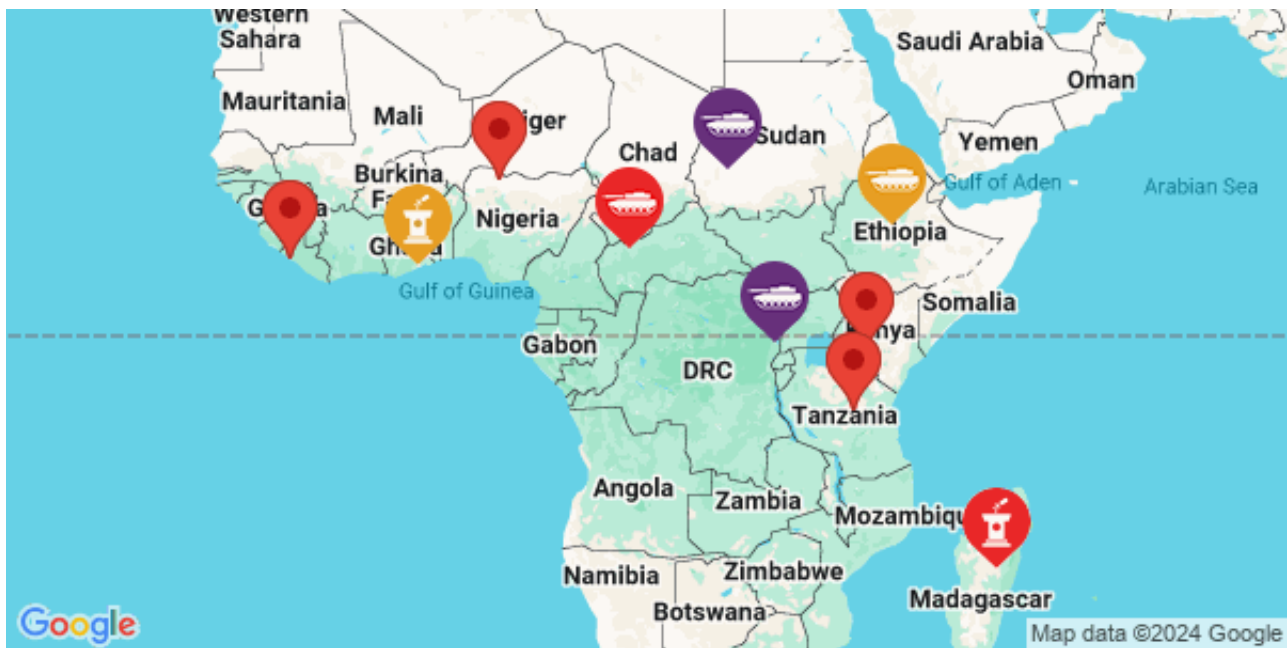 Western
Sahara
Saudi Arabia
Oman
Mauritania
Mali
Chad
Sudan
Yemen
Burkina
Gulf of Aden
Arabian Sea
Nigeria
Ethiopia
Gulf of Guinea
Somalia
Gabon
DRC
Tanzania
Angola
Zambia
Zimbabwe
Namibia
Botswana
Madagascar
Google
Map data ©2024 Google